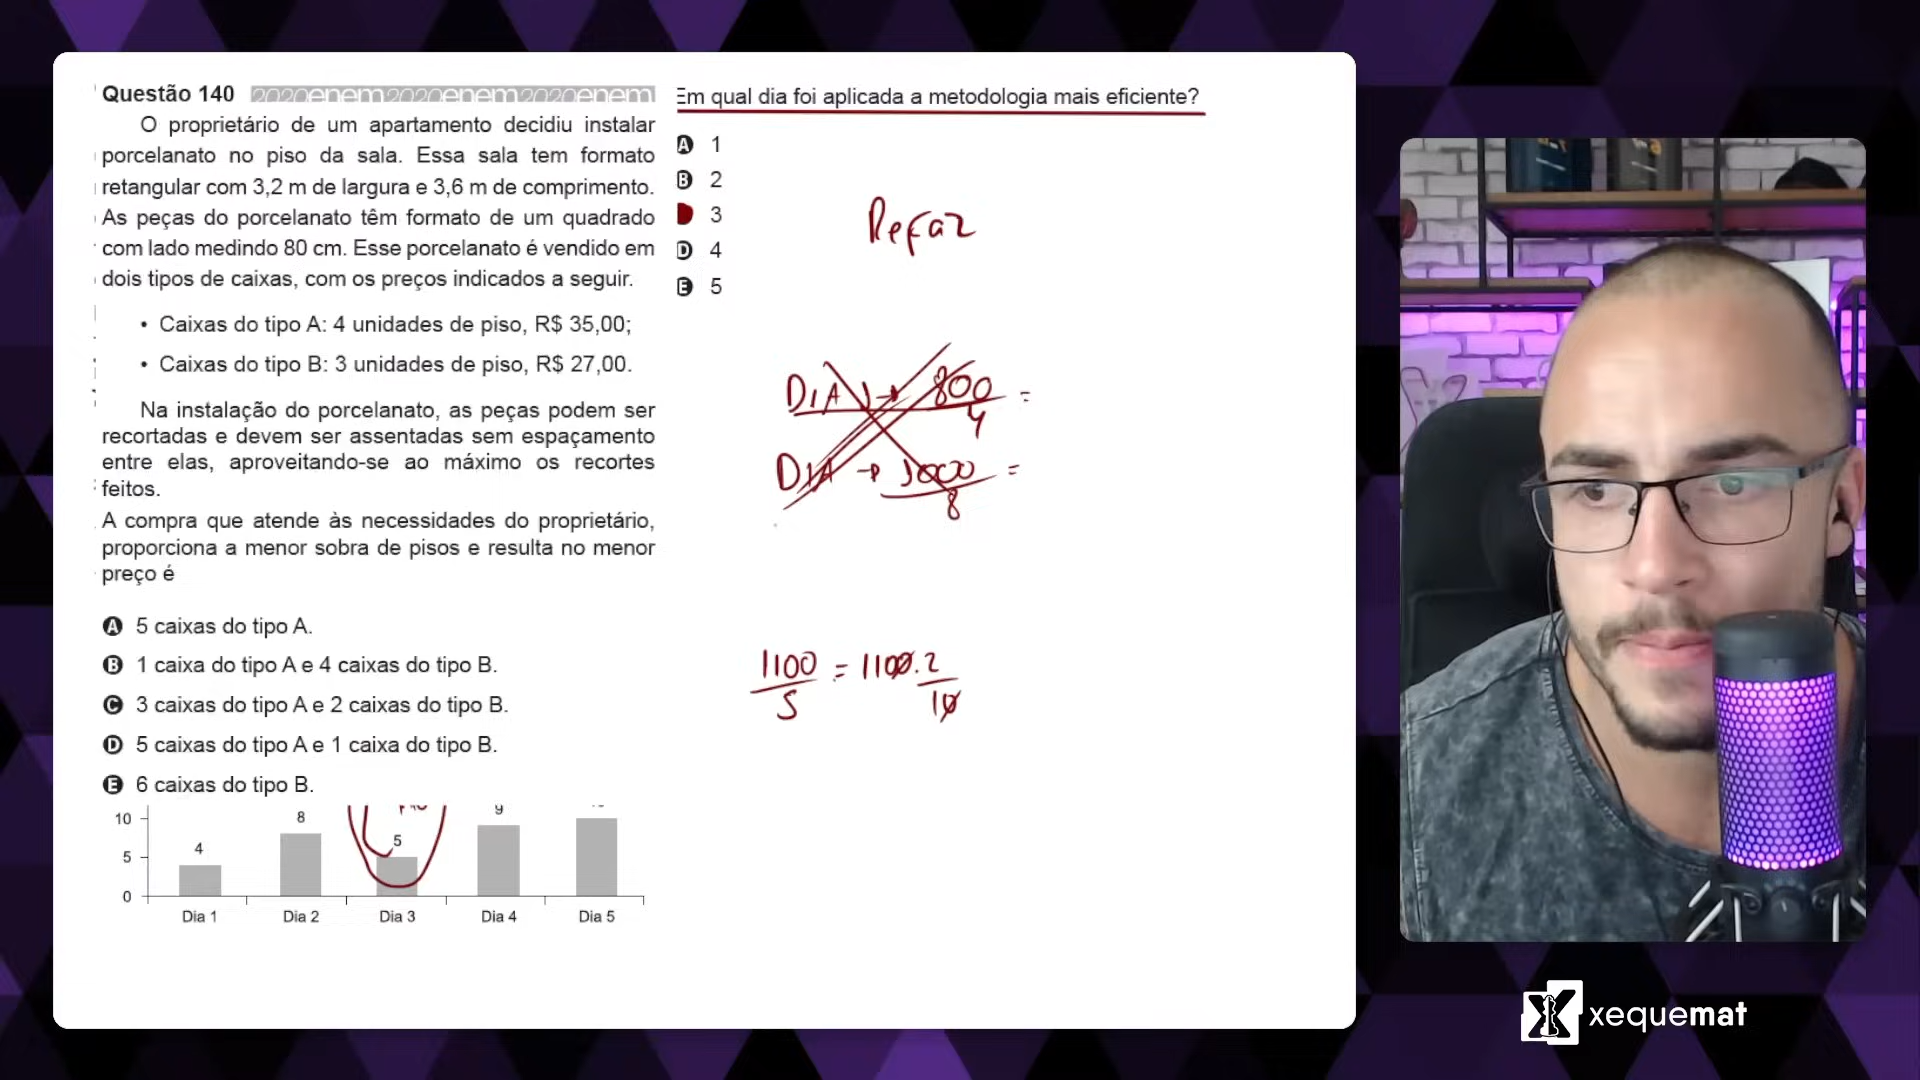 Questão 140 2020enem2020enem2020enem
O proprietário de um apartamento decidiu instalar
porcelanato no piso da sala. Essa sala tem formato
retangular com 3,2 m de largura e 3,6 m de comprimento.
As peças do porcelanato têm formato de um quadrado
com lado medindo 80 cm. Esse porcelanato é vendido em
dois tipos de caixas, com os preços indicados a seguir.
• Caixas do tipo A: 4 unidades de piso, R$ 35,00;
• Caixas do tipo B: 3 unidades de piso, R$ 27,00.
Na instalação do porcelanato, as peças podem ser
recortadas e devem ser assentadas sem espaçamento
entre elas, aproveitando-se ao máximo os recortes
feitos.
A compra que atende às necessidades do proprietário,
proporciona a menor sobra de pisos e resulta no menor
preço é
A 5 caixas do tipo A.
B 1 caixa do tipo A e 4 caixas do tipo B.
C 3 caixas do tipo A e 2 caixas do tipo B.
D 5 caixas do tipo A e 1 caixa do tipo B.
E 6 caixas do tipo B.
10
5
0
4
8
5
9
Dia 1 Dia 2 Dia 3 Dia 4 Dia 5
Em qual dia foi aplicada a metodologia mais eficiente?
A 1
B 2
3
D 4
E 5
Refaz
DIA 1 → 800 =
4
DIA → 1000 =
8
1100 = 1100.2
5 10
xequemat